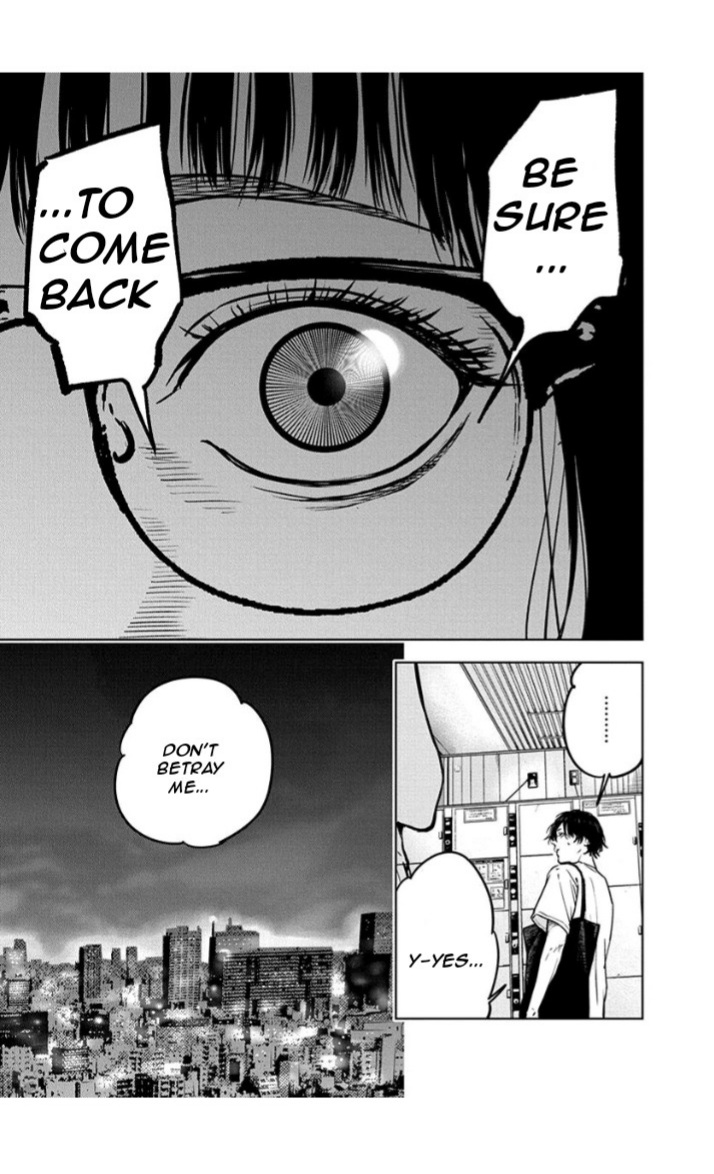 BE
SURE
...
...TO
COME
BACK
.........
Y-YES...
DON'T
BETRAY
ME...